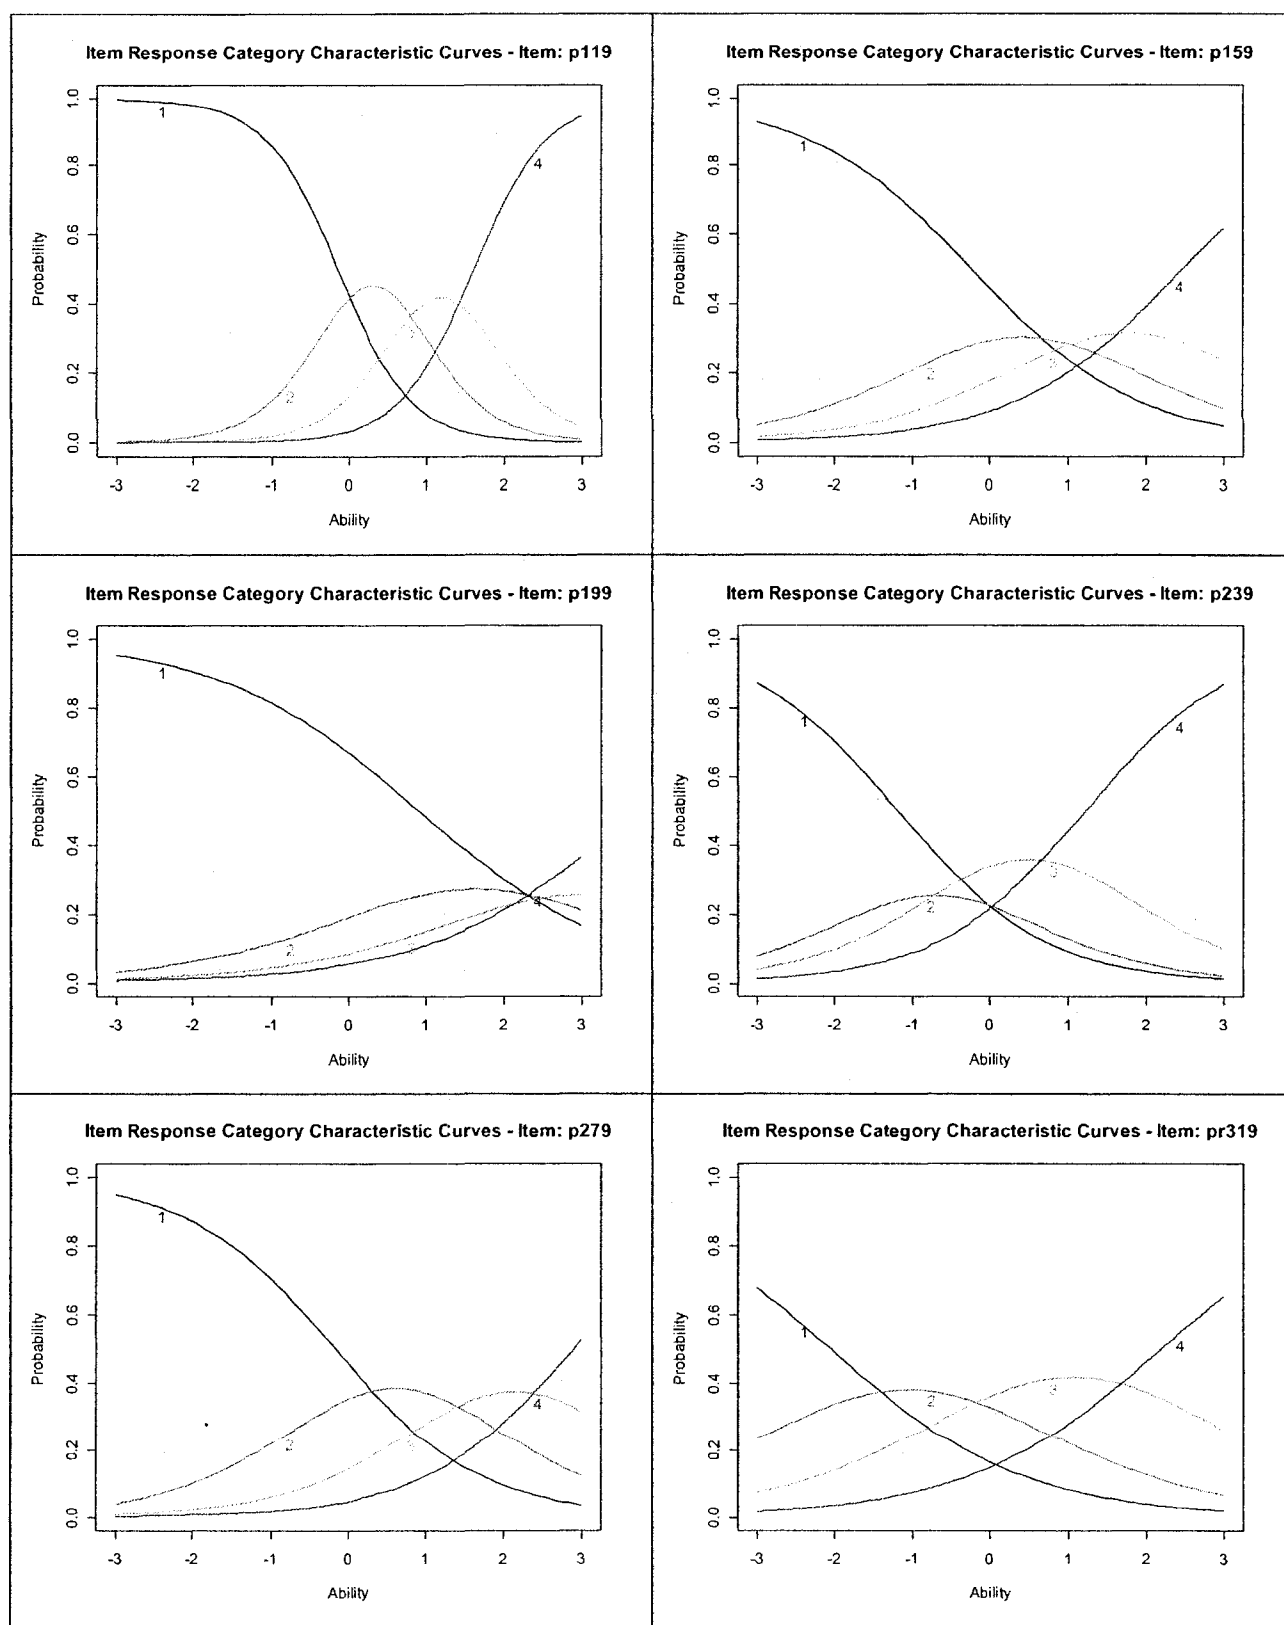 Item Response Category Characteristic Curves - Item: p119
1.0
0.8
0.6
0.4
0.2
0.0
Probability
1
2
3
4
-3 -2 -1 0 1 2 3
Ability
Item Response Category Characteristic Curves - Item: p159
1.0
0.8
0.6
0.4
0.2
0.0
Probability
1
2
3
4
-3 -2 -1 0 1 2 3
Ability
Item Response Category Characteristic Curves - Item: p199
1.0
0.8
0.6
0.4
0.2
0.0
Probability
1
2
3
4
-3 -2 -1 0 1 2 3
Ability
Item Response Category Characteristic Curves - Item: p239
1.0
0.8
0.6
0.4
0.2
0.0
Probability
1
2
3
4
-3 -2 -1 0 1 2 3
Ability
Item Response Category Characteristic Curves - Item: p279
1.0
0.8
0.6
0.4
0.2
0.0
Probability
1
2
3
4
-3 -2 -1 0 1 2 3
Ability
Item Response Category Characteristic Curves - Item: pr319
1.0
0.8
0.6
0.4
0.2
0.0
Probability
1
2
3
4
-3 -2 -1 0 1 2 3
Ability